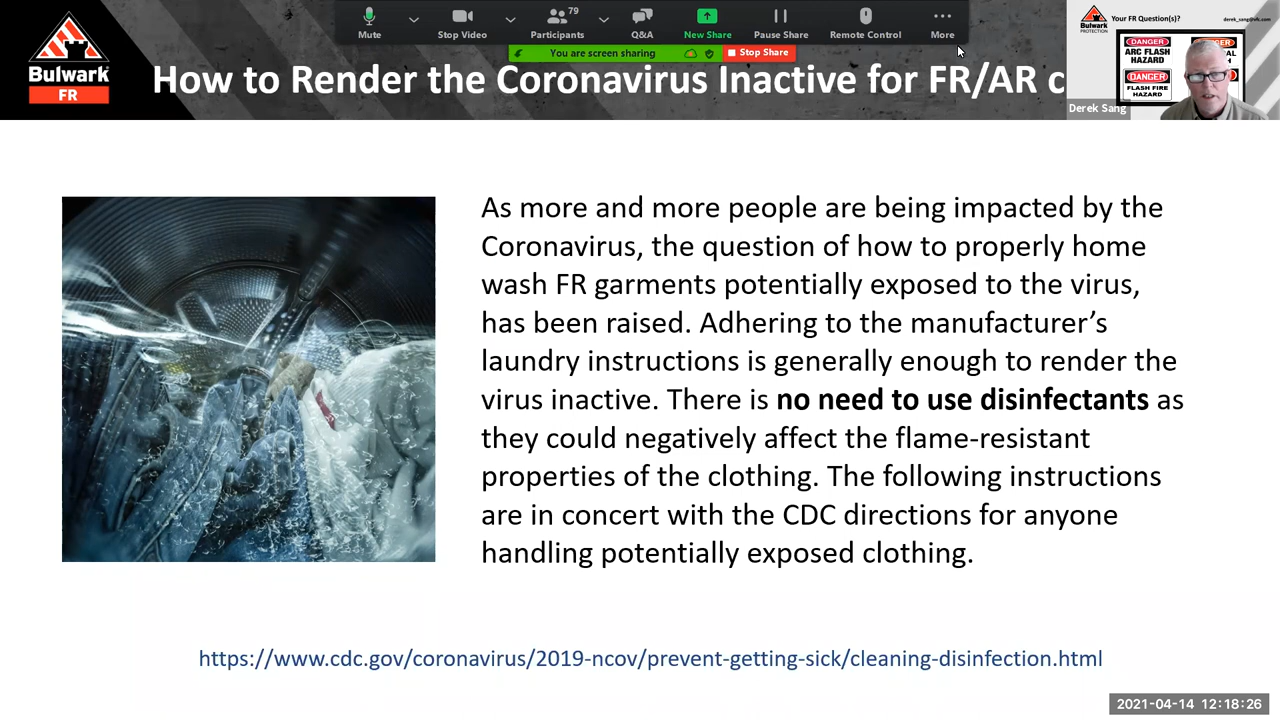 79
Mute
Stop Video
Participants
Q&A
New Share
Pause Share
Remote Control
More
You are screen sharing
Stop Share
Bulwark
FR
How to Render the Coronavirus Inactive for FR/AR c
Bulwark
PROTECTION
Your FR Question(s)?
DANGER
ARC FLASH
HAZARD
DANGER
FLASH FIRE
HAZARD
Derek Sang
As more and more people are being impacted by the
Coronavirus, the question of how to properly home
wash FR garments potentially exposed to the virus,
has been raised. Adhering to the manufacturer’s
laundry instructions is generally enough to render the
virus inactive. There is no need to use disinfectants as
they could negatively affect the flame-resistant
properties of the clothing. The following instructions
are in concert with the CDC directions for anyone
handling potentially exposed clothing.
https://www.cdc.gov/coronavirus/2019-ncov/prevent-getting-sick/cleaning-disinfection.html
2021-04-14 12:18:26